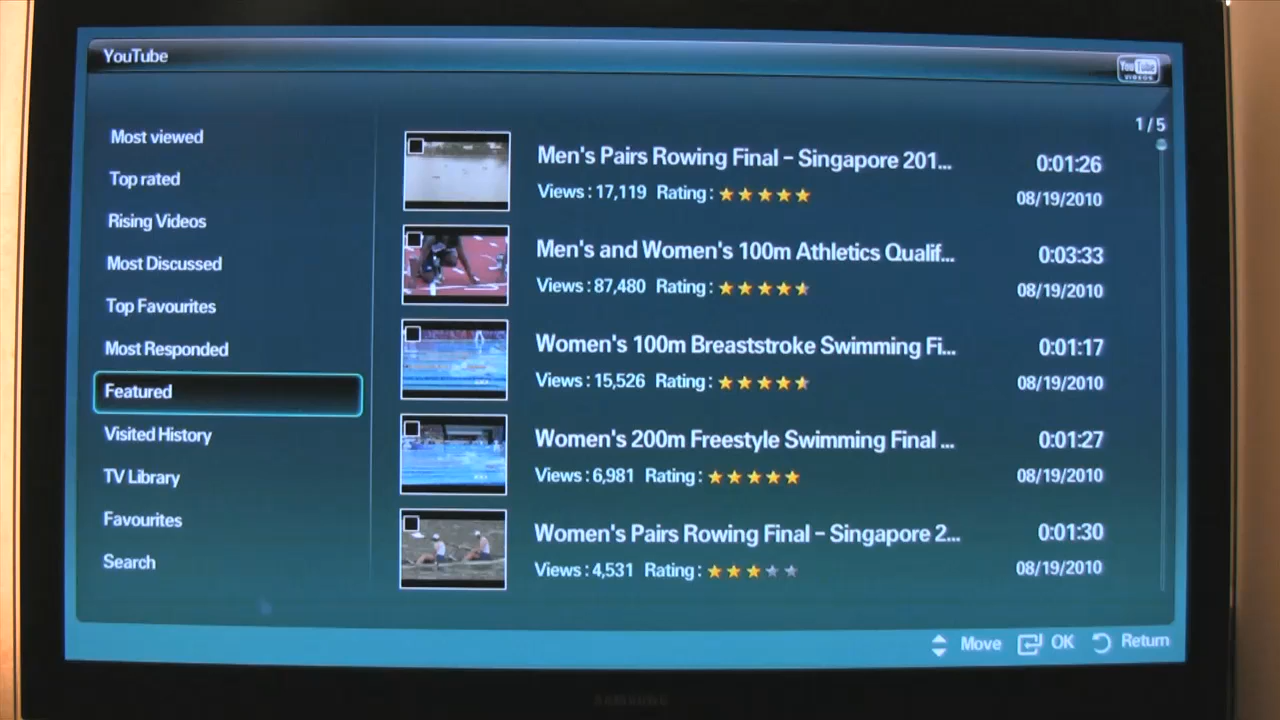 YouTube
You Tube
VIDEOS
1/5
Most viewed
Top rated
Rising Videos
Most Discussed
Top Favourites
Most Responded
Featured
Visited History
TV Library
Favourites
Search
Men's Pairs Rowing Final – Singapore 201...
0:01:26
Views : 17,119 Rating :
08/19/2010
Men's and Women's 100m Athletics Qualif...
0:03:33
Views : 87,480 Rating :
08/19/2010
Women's 100m Breaststroke Swimming Fi...
0:01:17
Views : 15,526 Rating :
08/19/2010
Women's 200m Freestyle Swimming Final ...
0:01:27
Views : 6,981 Rating :
08/19/2010
Women's Pairs Rowing Final – Singapore 2...
0:01:30
Views : 4,531 Rating :
08/19/2010
Move OK Return
SAMSUNG